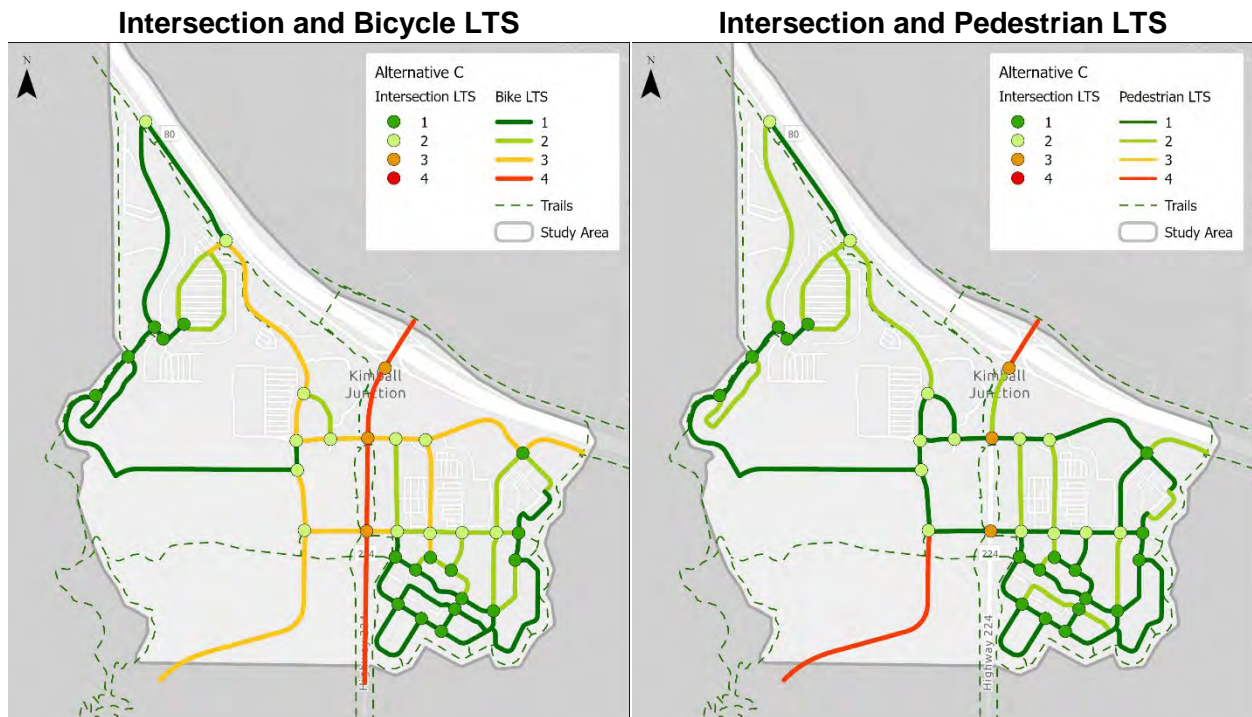 Intersection and Bicycle LTS
N
Alternative C
Intersection LTS Bike LTS
1 1
2 2
3 3
4 4
Trails
Study Area
80
Kimball
Junction
224
Highway 224
Intersection and Pedestrian LTS
N
Alternative C
Intersection LTS Pedestrian LTS
1 1
2 2
3 3
4 4
Trails
Study Area
80
Kimball
Junction
224
Highway 224